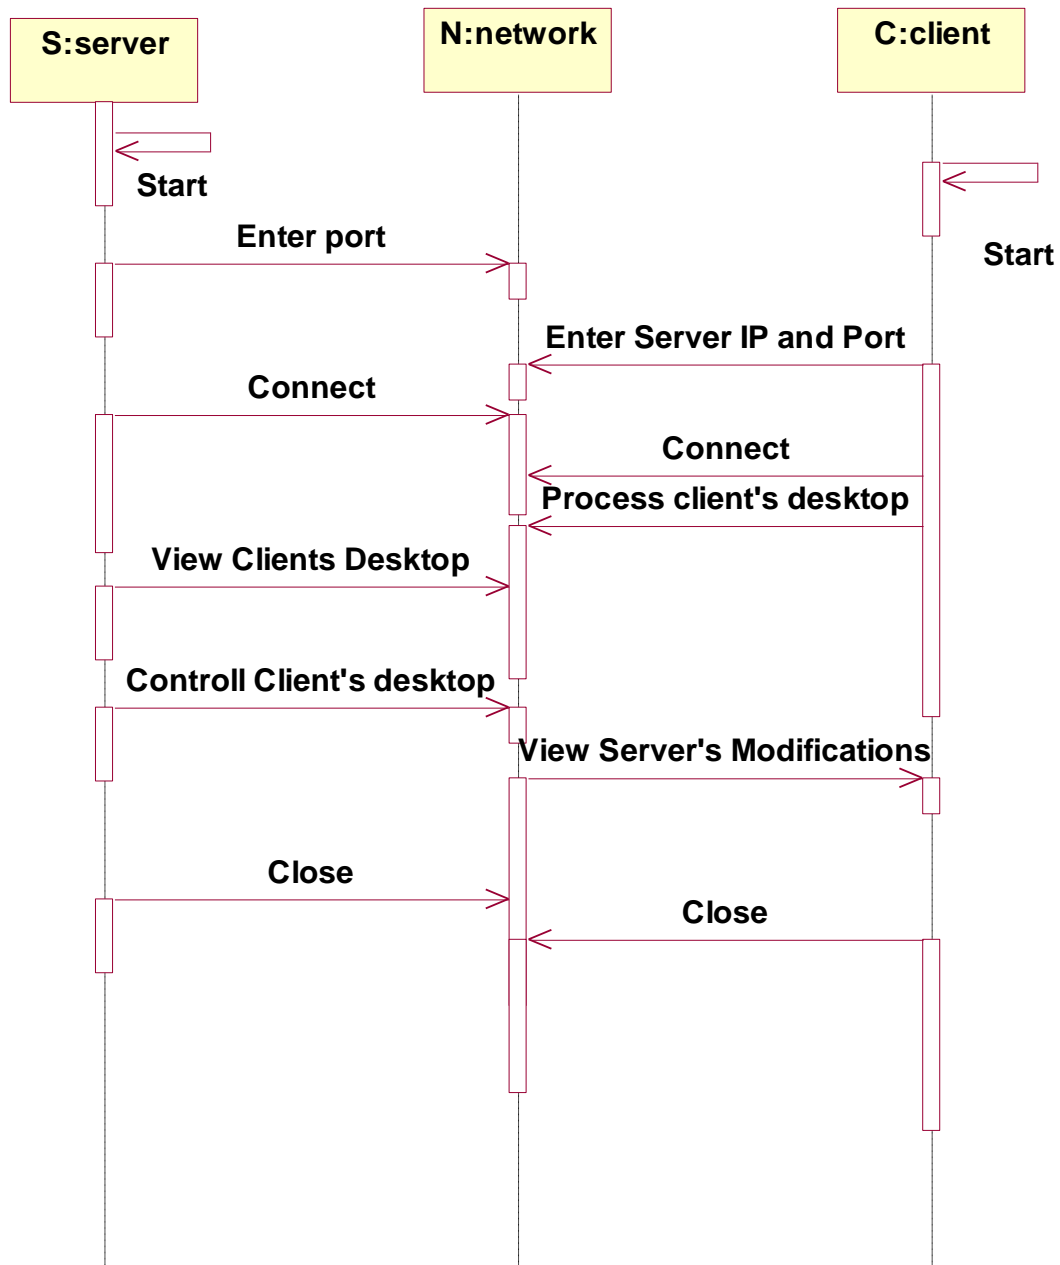 S:server
N:network
C:client
Start
Start
Enter port
Enter Server IP and Port
Connect
Connect
Process client's desktop
View Clients Desktop
Controll Client's desktop
View Server's Modifications
Close
Close